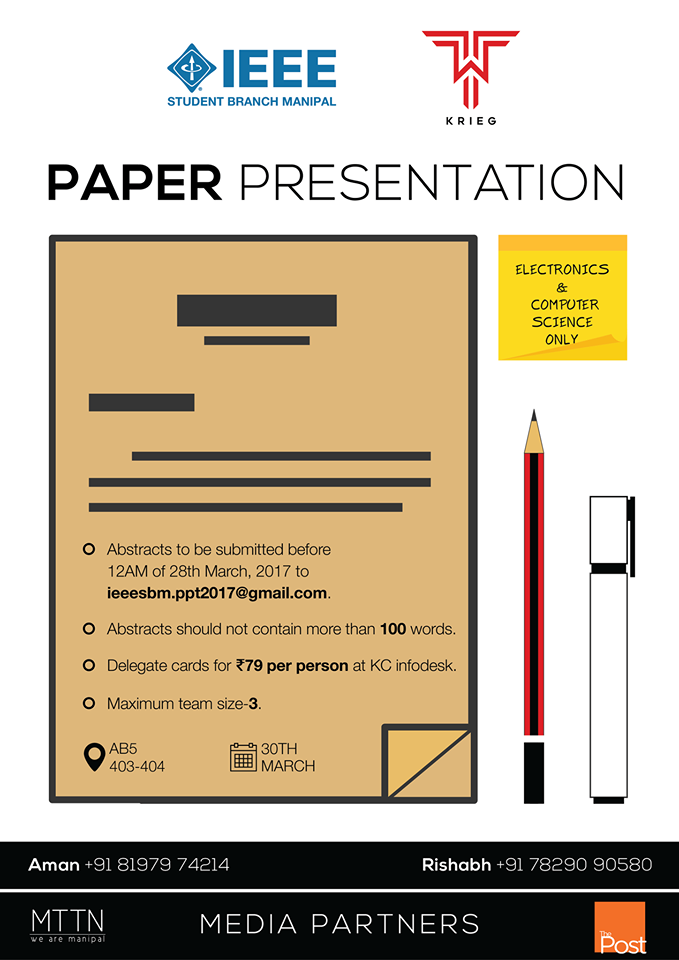 IEEE
STUDENT BRANCH MANIPAL
KRIEG
PAPER PRESENTATION
ELECTRONICS
&
COMPUTER
SCIENCE
ONLY
Abstracts to be submitted before
12AM of 28th March, 2017 to
ieeesbm.ppt2017@gmail.com.
Abstracts should not contain more than 100 words.
Delegate cards for ₹79 per person at KC infodesk.
Maximum team size-3.
AB5
403-404
30TH
MARCH
Aman +91 81979 74214
Rishabh +91 78290 90580
MTTN
we are manipal
MEDIA PARTNERS
The
Post